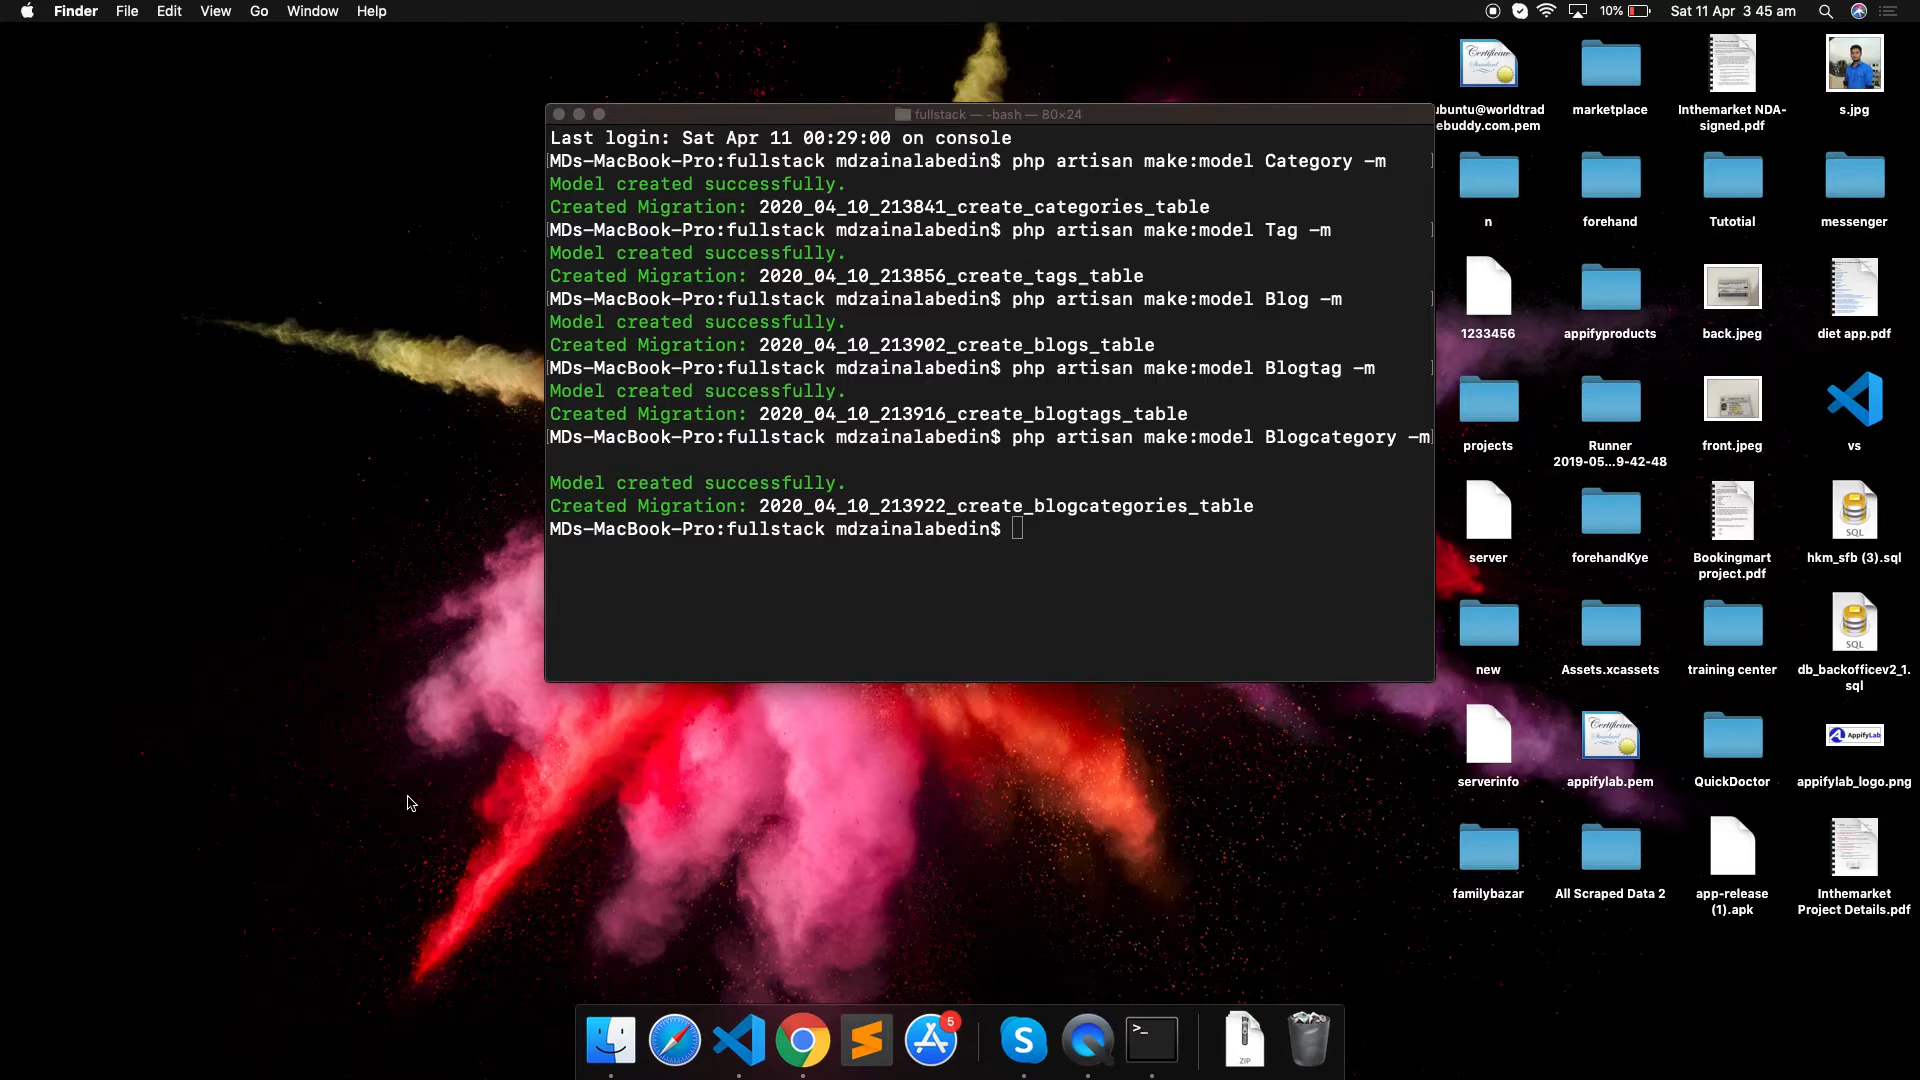 Finder File Edit View Go Window Help
10% Sat 11 Apr 3 45 am
fullstack — -bash — 80×24
Last login: Sat Apr 11 00:29:00 on console
[MDs-MacBook-Pro:fullstack mdzainalabedin$ php artisan make:model Category -m ]
Model created successfully.
Created Migration: 2020_04_10_213841_create_categories_table
[MDs-MacBook-Pro:fullstack mdzainalabedin$ php artisan make:model Tag -m ]
Model created successfully.
Created Migration: 2020_04_10_213856_create_tags_table
[MDs-MacBook-Pro:fullstack mdzainalabedin$ php artisan make:model Blog -m ]
Model created successfully.
Created Migration: 2020_04_10_213902_create_blogs_table
[MDs-MacBook-Pro:fullstack mdzainalabedin$ php artisan make:model Blogtag -m ]
Model created successfully.
Created Migration: 2020_04_10_213916_create_blogtags_table
[MDs-MacBook-Pro:fullstack mdzainalabedin$ php artisan make:model Blogcategory -m]
Model created successfully.
Created Migration: 2020_04_10_213922_create_blogcategories_table
MDs-MacBook-Pro:fullstack mdzainalabedin$
ubuntu@worldtrad
ebuddy.com.pem
marketplace
Inthemarket NDA-
signed.pdf
s.jpg
n
forehand
Tutotial
messenger
1233456
appifyproducts
back.jpeg
diet app.pdf
projects
Runner
2019-05...9-42-48
front.jpeg
vs
server
forehandKye
Bookingmart
project.pdf
SQL
hkm_sfb (3).sql
new
Assets.xcassets
training center
SQL
db_backofficev2_1.
sql
serverinfo
Certificate
Standard
appifylab.pem
QuickDoctor
AppifyLab
appifylab_logo.png
familybazar
All Scraped Data 2
app-release
(1).apk
Inthemarket
Project Details.pdf
Certificate
Standard
5
S
>_
ZIP